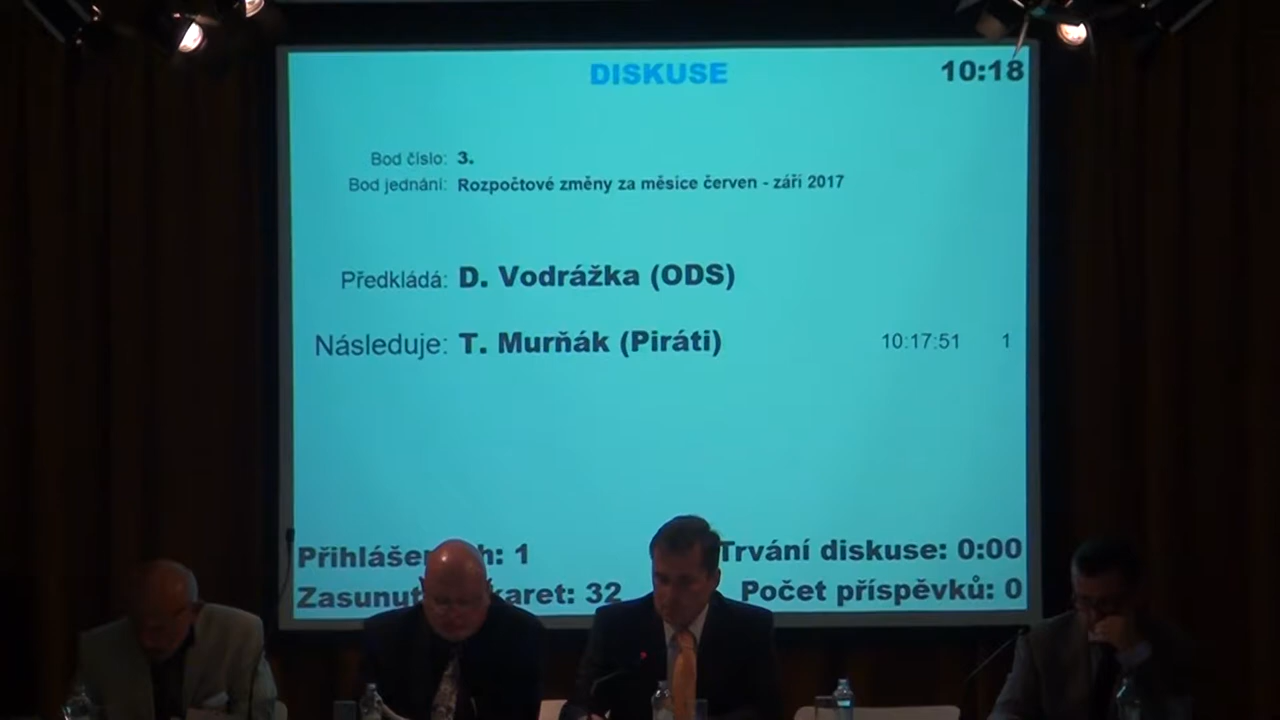 DISKUSE 10:18
Bod číslo: 3.
Bod jednání: Rozpočtové změny za měsíce červen - září 2017
Předkládá: D. Vodrážka (ODS)
Následuje: T. Murňák (Piráti) 10:17:51 1
1 Trvání diskuse: 0:00
karet: 32 Počet příspěvků: 0